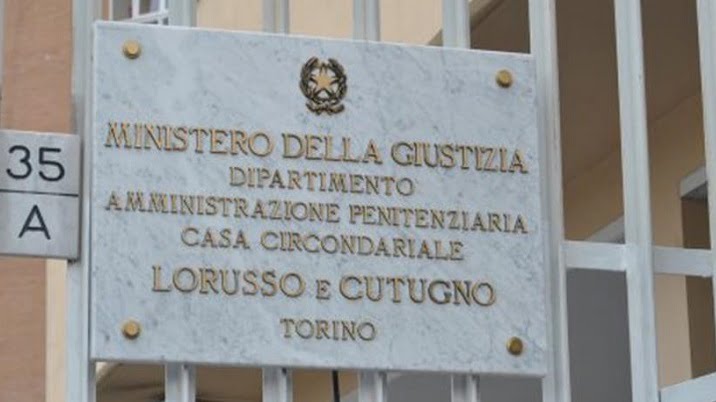 35
A
MINISTERO DELLA GIUSTIZIA
DIPARTIMENTO
AMMINISTRAZIONE PENITENZIARIA
CASA CIRCONDARIALE
LORUSSO E CUTUGNO
TORINO